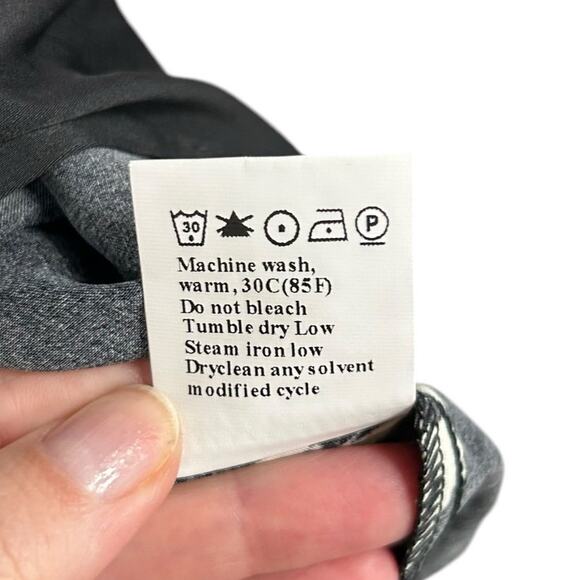 30 P
Machine wash,
warm, 30C(85F)
Do not bleach
Tumble dry Low
Steam iron low
Dryclean any solvent
modified cycle